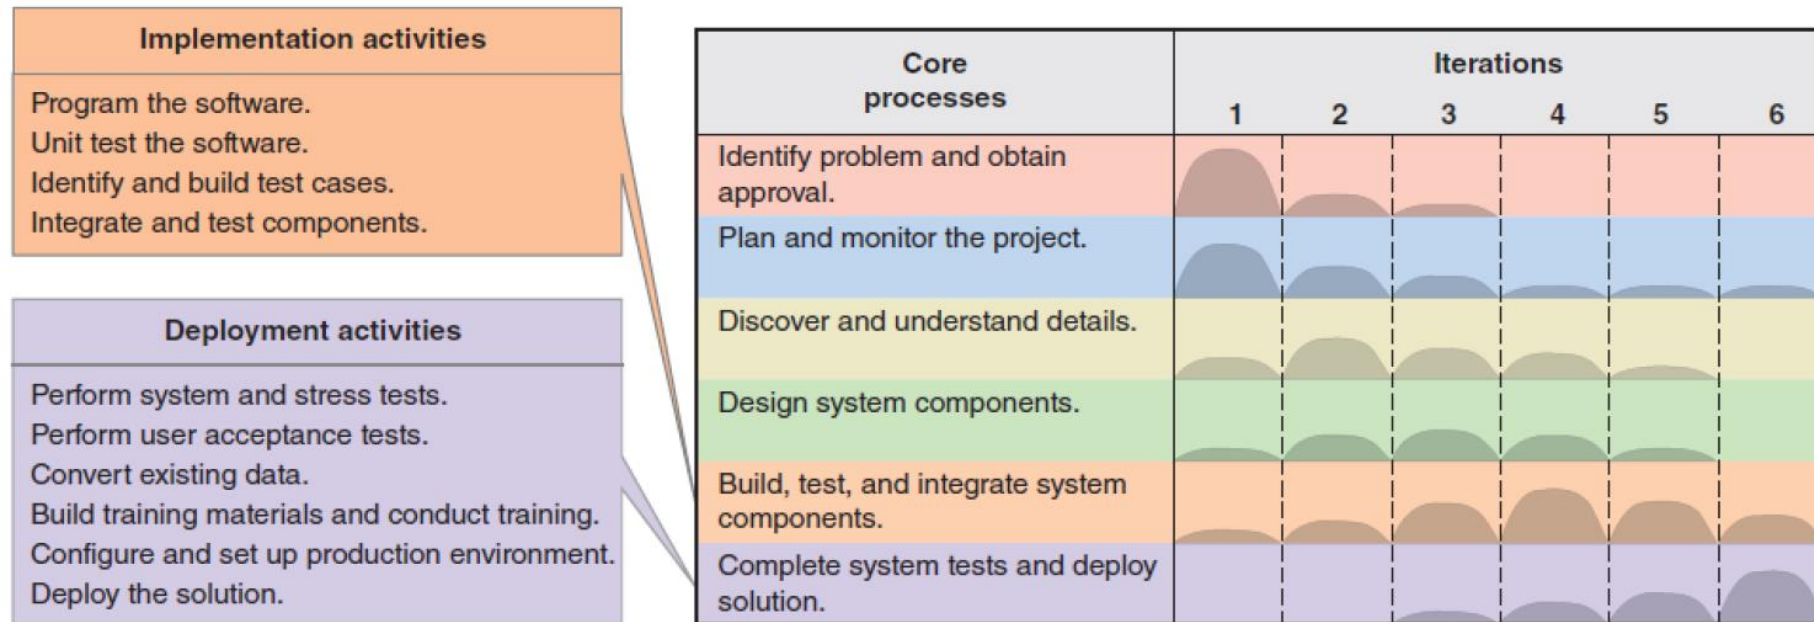 Implementation activities
Program the software.
Unit test the software.
Identify and build test cases.
Integrate and test components.
Deployment activities
Perform system and stress tests.
Perform user acceptance tests.
Convert existing data.
Build training materials and conduct training.
Configure and set up production environment.
Deploy the solution.
Core
processes
Iterations
1 2 3 4 5 6
Identify problem and obtain
approval.
Plan and monitor the project.
Discover and understand details.
Design system components.
Build, test, and integrate system
components.
Complete system tests and deploy
solution.